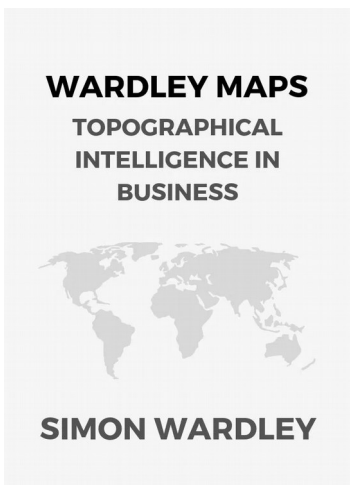 WARDLEY MAPS
TOPOGRAPHICAL
INTELLIGENCE IN
BUSINESS
SIMON WARDLEY